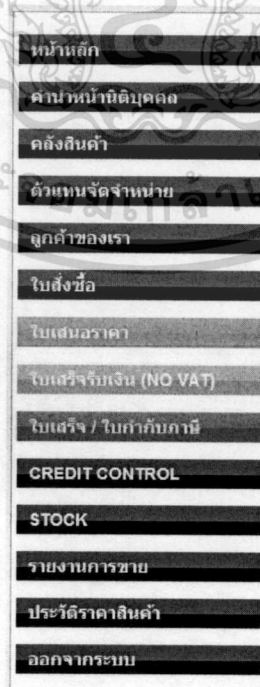 หน้าหลัก
คำนำหน้านิติบุคคล
คลังสินค้า
ตัวแทนจัดจำหน่าย
ลูกค้าของเรา
ใบสั่งซื้อ
ใบเสนอราคา
ใบเสร็จรับเงิน (NO VAT)
ใบเสร็จ / ใบกำกับภาษี
CREDIT CONTROL
STOCK
รายงานการขาย
ประวัติราคาสินค้า
ออกจากระบบ